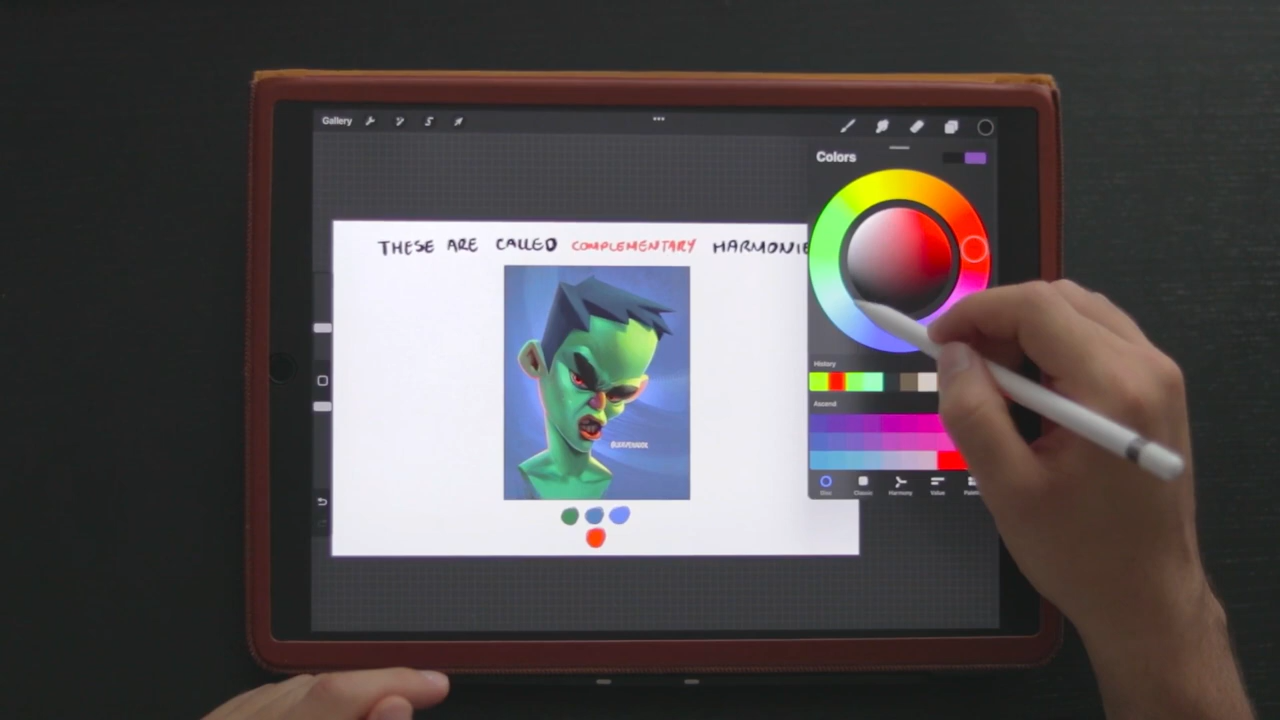 Gallery
Colors
THESE ARE CALLED COMPLEMENTARY HARMONIE
History
Ascend
Disc Classic Harmony Value